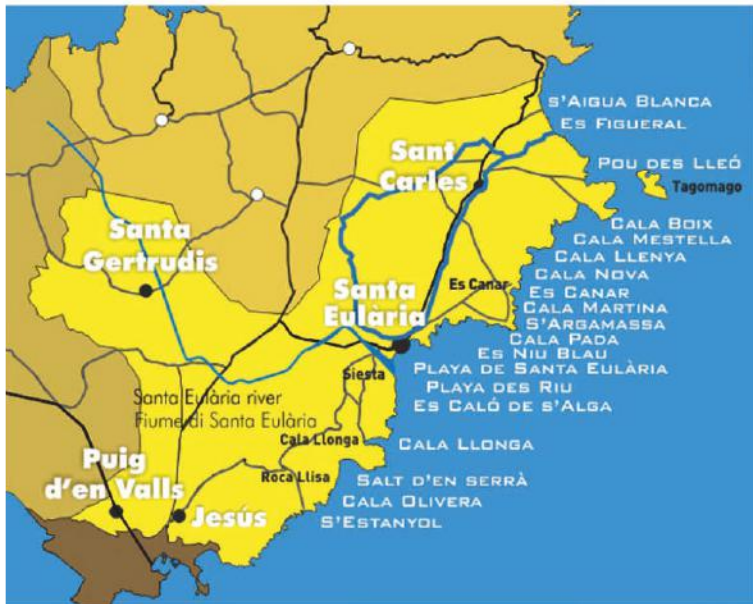 s'Aigua Blanca
Es Figueral
Sant
Carles
Pou des Lleó
Tagomago
Santa
Gertrudis
Cala Boix
Cala Mestella
Cala Llenya
Cala Nova
Es Canar
Santa
Eulària
Es Canar
Cala Martina
S'Argamassa
Cala Pada
Es Niu Blau
Siesta
Playa de Santa Eulària
Playa des Riu
Santa Eulària river
Fiume di Santa Eulària
Es Caló de s'Alga
Cala Llonga
Cala Llonga
Puig
d'en Valls
Roca Llisa
Salt d'en Serrà
Cala Olivera
Jesús
S'Estanyol